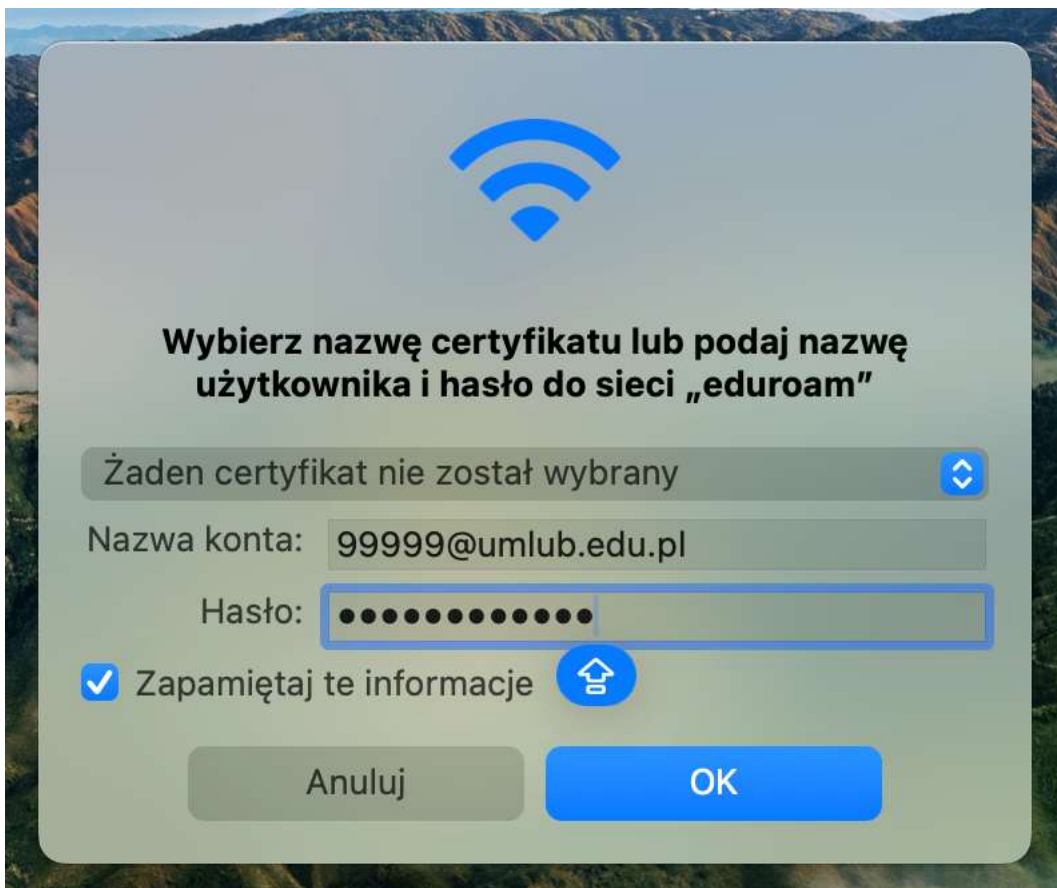 Wybierz nazwę certyfikatu lub podaj nazwę
użytkownika i hasło do sieci „eduroam”
Żaden certyfikat nie został wybrany
Nazwa konta: 99999@umlub.edu.pl
Hasło: ••••••••••••
Zapamiętaj te informacje
Anuluj OK